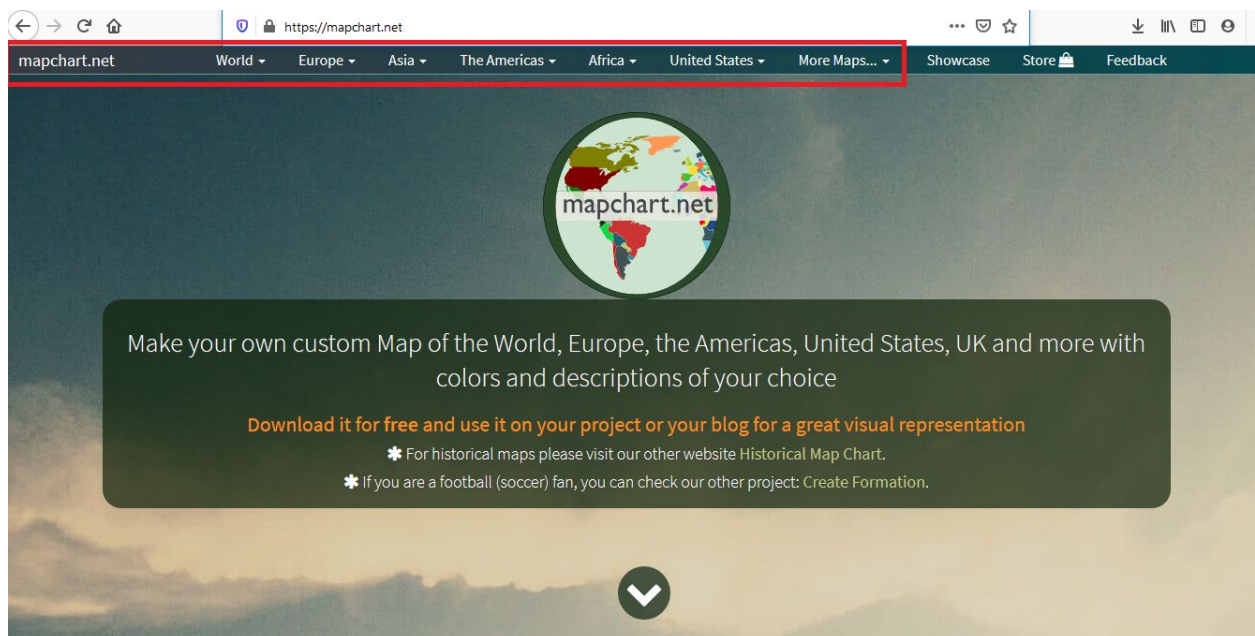 https://mapchart.net
mapchart.net World Europe Asia The Americas Africa United States More Maps... Showcase Store Feedback
mapchart.net
Make your own custom Map of the World, Europe, the Americas, United States, UK and more with
colors and descriptions of your choice
Download it for free and use it on your project or your blog for a great visual representation
✱ For historical maps please visit our other website Historical Map Chart.
✱ If you are a football (soccer) fan, you can check our other project: Create Formation.